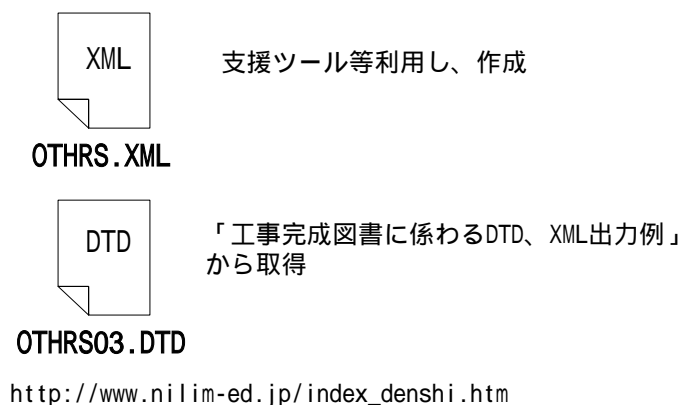 XML
支援ツール等利用し、作成
OTHRS.XML
DTD
「工事完成図書に係わるDTD、XML出力例」
から取得
OTHRS03.DTD
http://www.nilim-ed.jp/index_denshi.htm